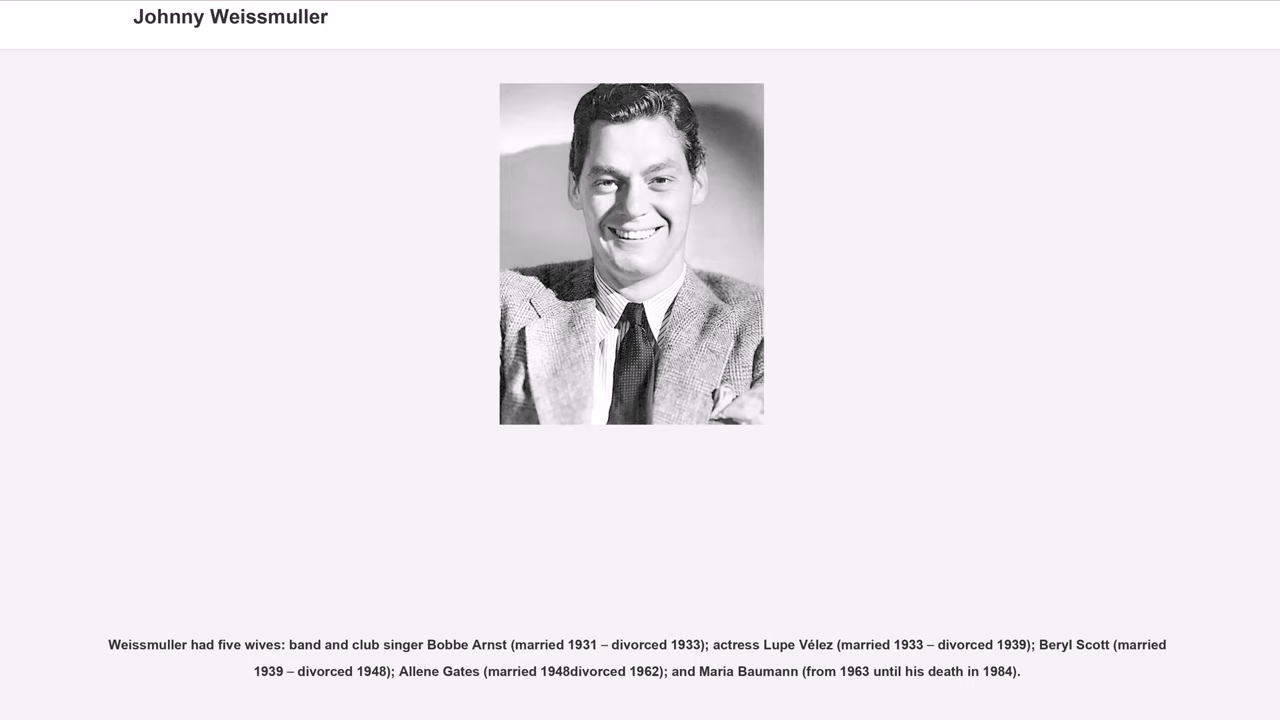 Johnny Weissmuller
Weissmuller had five wives: band and club singer Bobbe Arnst (married 1931 – divorced 1933); actress Lupe Vélez (married 1933 – divorced 1939); Beryl Scott (married
1939 – divorced 1948); Allene Gates (married 1948divorced 1962); and Maria Baumann (from 1963 until his death in 1984).